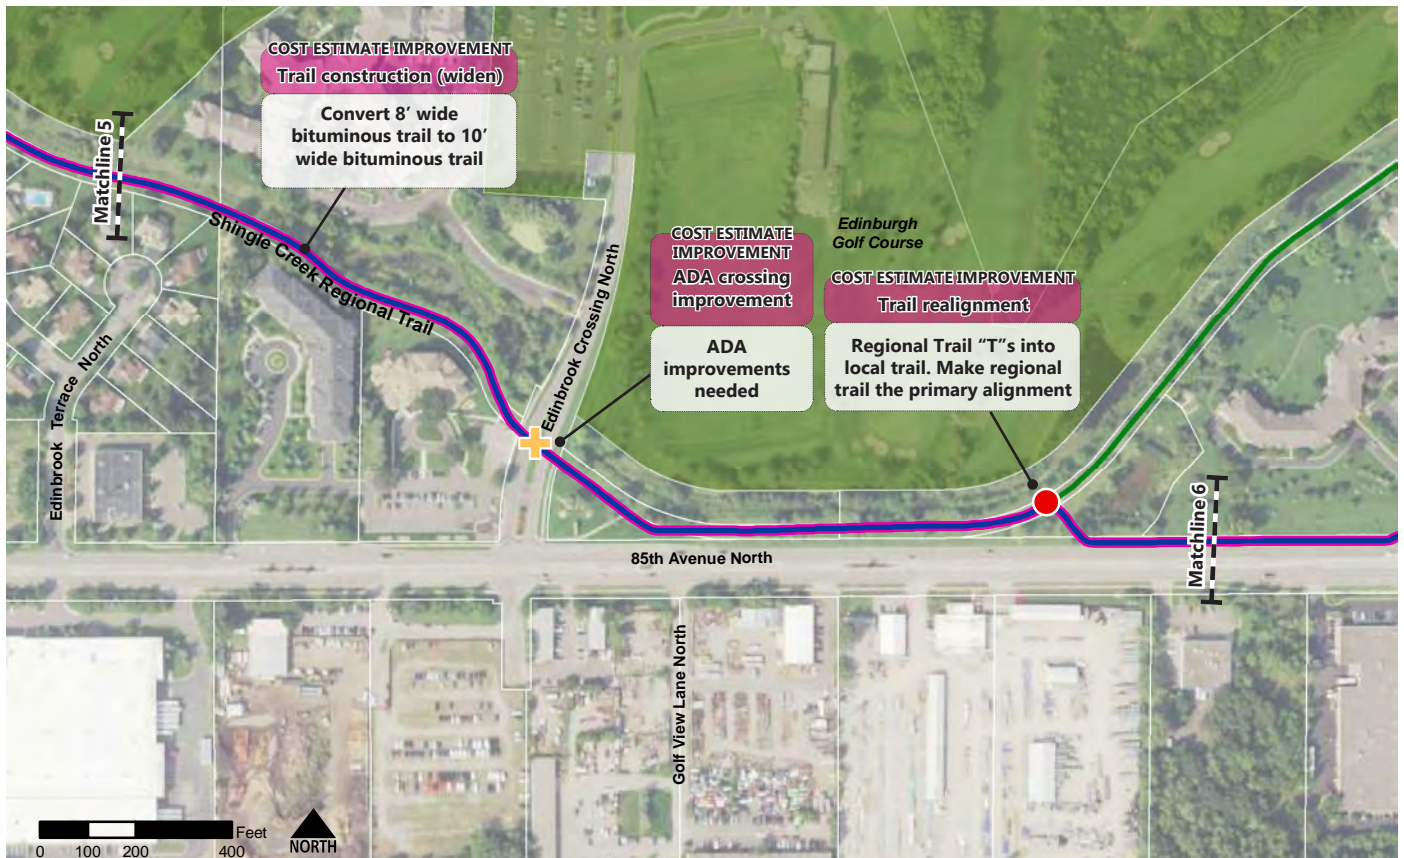 COST ESTIMATE IMPROVEMENT
Trail construction (widen)
Convert 8’ wide
bituminous trail to 10’
wide bituminous trail
Matchline 5
Shingle Creek Regional Trail
Edinbrook Terrace North
Edinbrook Crossing North
COST ESTIMATE
IMPROVEMENT
ADA crossing
improvement
ADA
improvements
needed
Edinburgh
Golf Course
COST ESTIMATE IMPROVEMENT
Trail realignment
Regional Trail “T”s into
local trail. Make regional
trail the primary alignment
Matchline 6
85th Avenue North
Golf View Lane North
Feet
0 100 200 400
NORTH